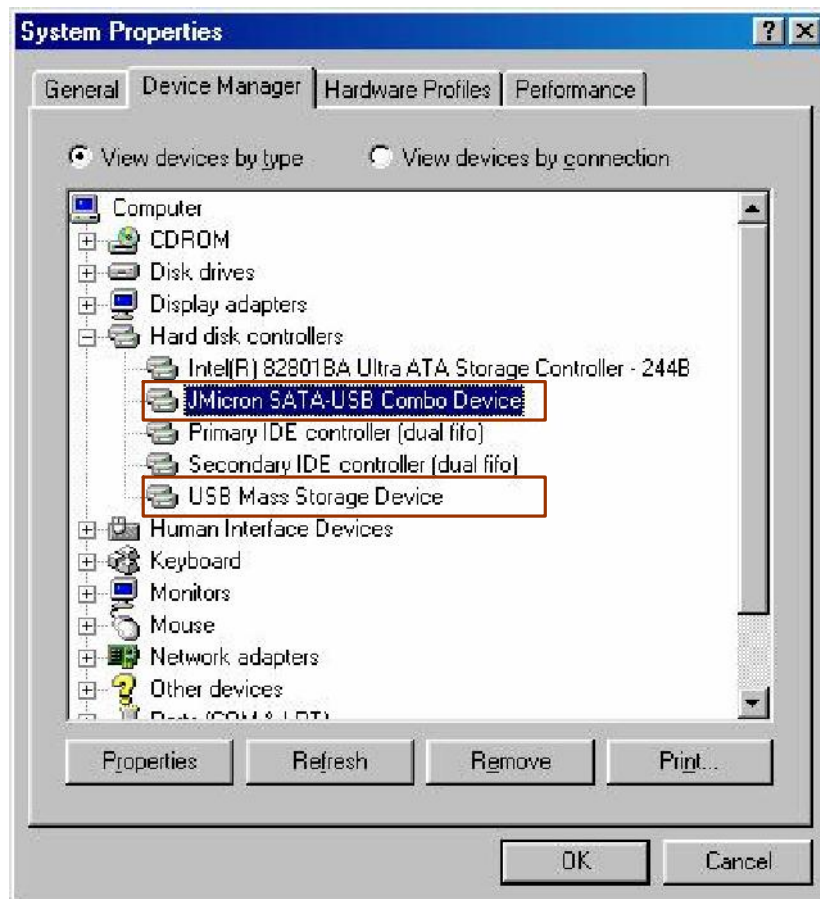 System Properties
General Device Manager Hardware Profiles Performance
View devices by type View devices by connection
Computer
CDROM
Disk drives
Display adapters
Hard disk controllers
Intel(R) 82801BA Ultra ATA Storage Controller - 244B
JMicron SATA-USB Combo Device
Primary IDE controller (dual fifo)
Secondary IDE controller (dual fifo)
USB Mass Storage Device
Human Interface Devices
Keyboard
Monitors
Mouse
Network adapters
Other devices
Ports (COM & LPT)
Properties Refresh Remove Print...
OK Cancel